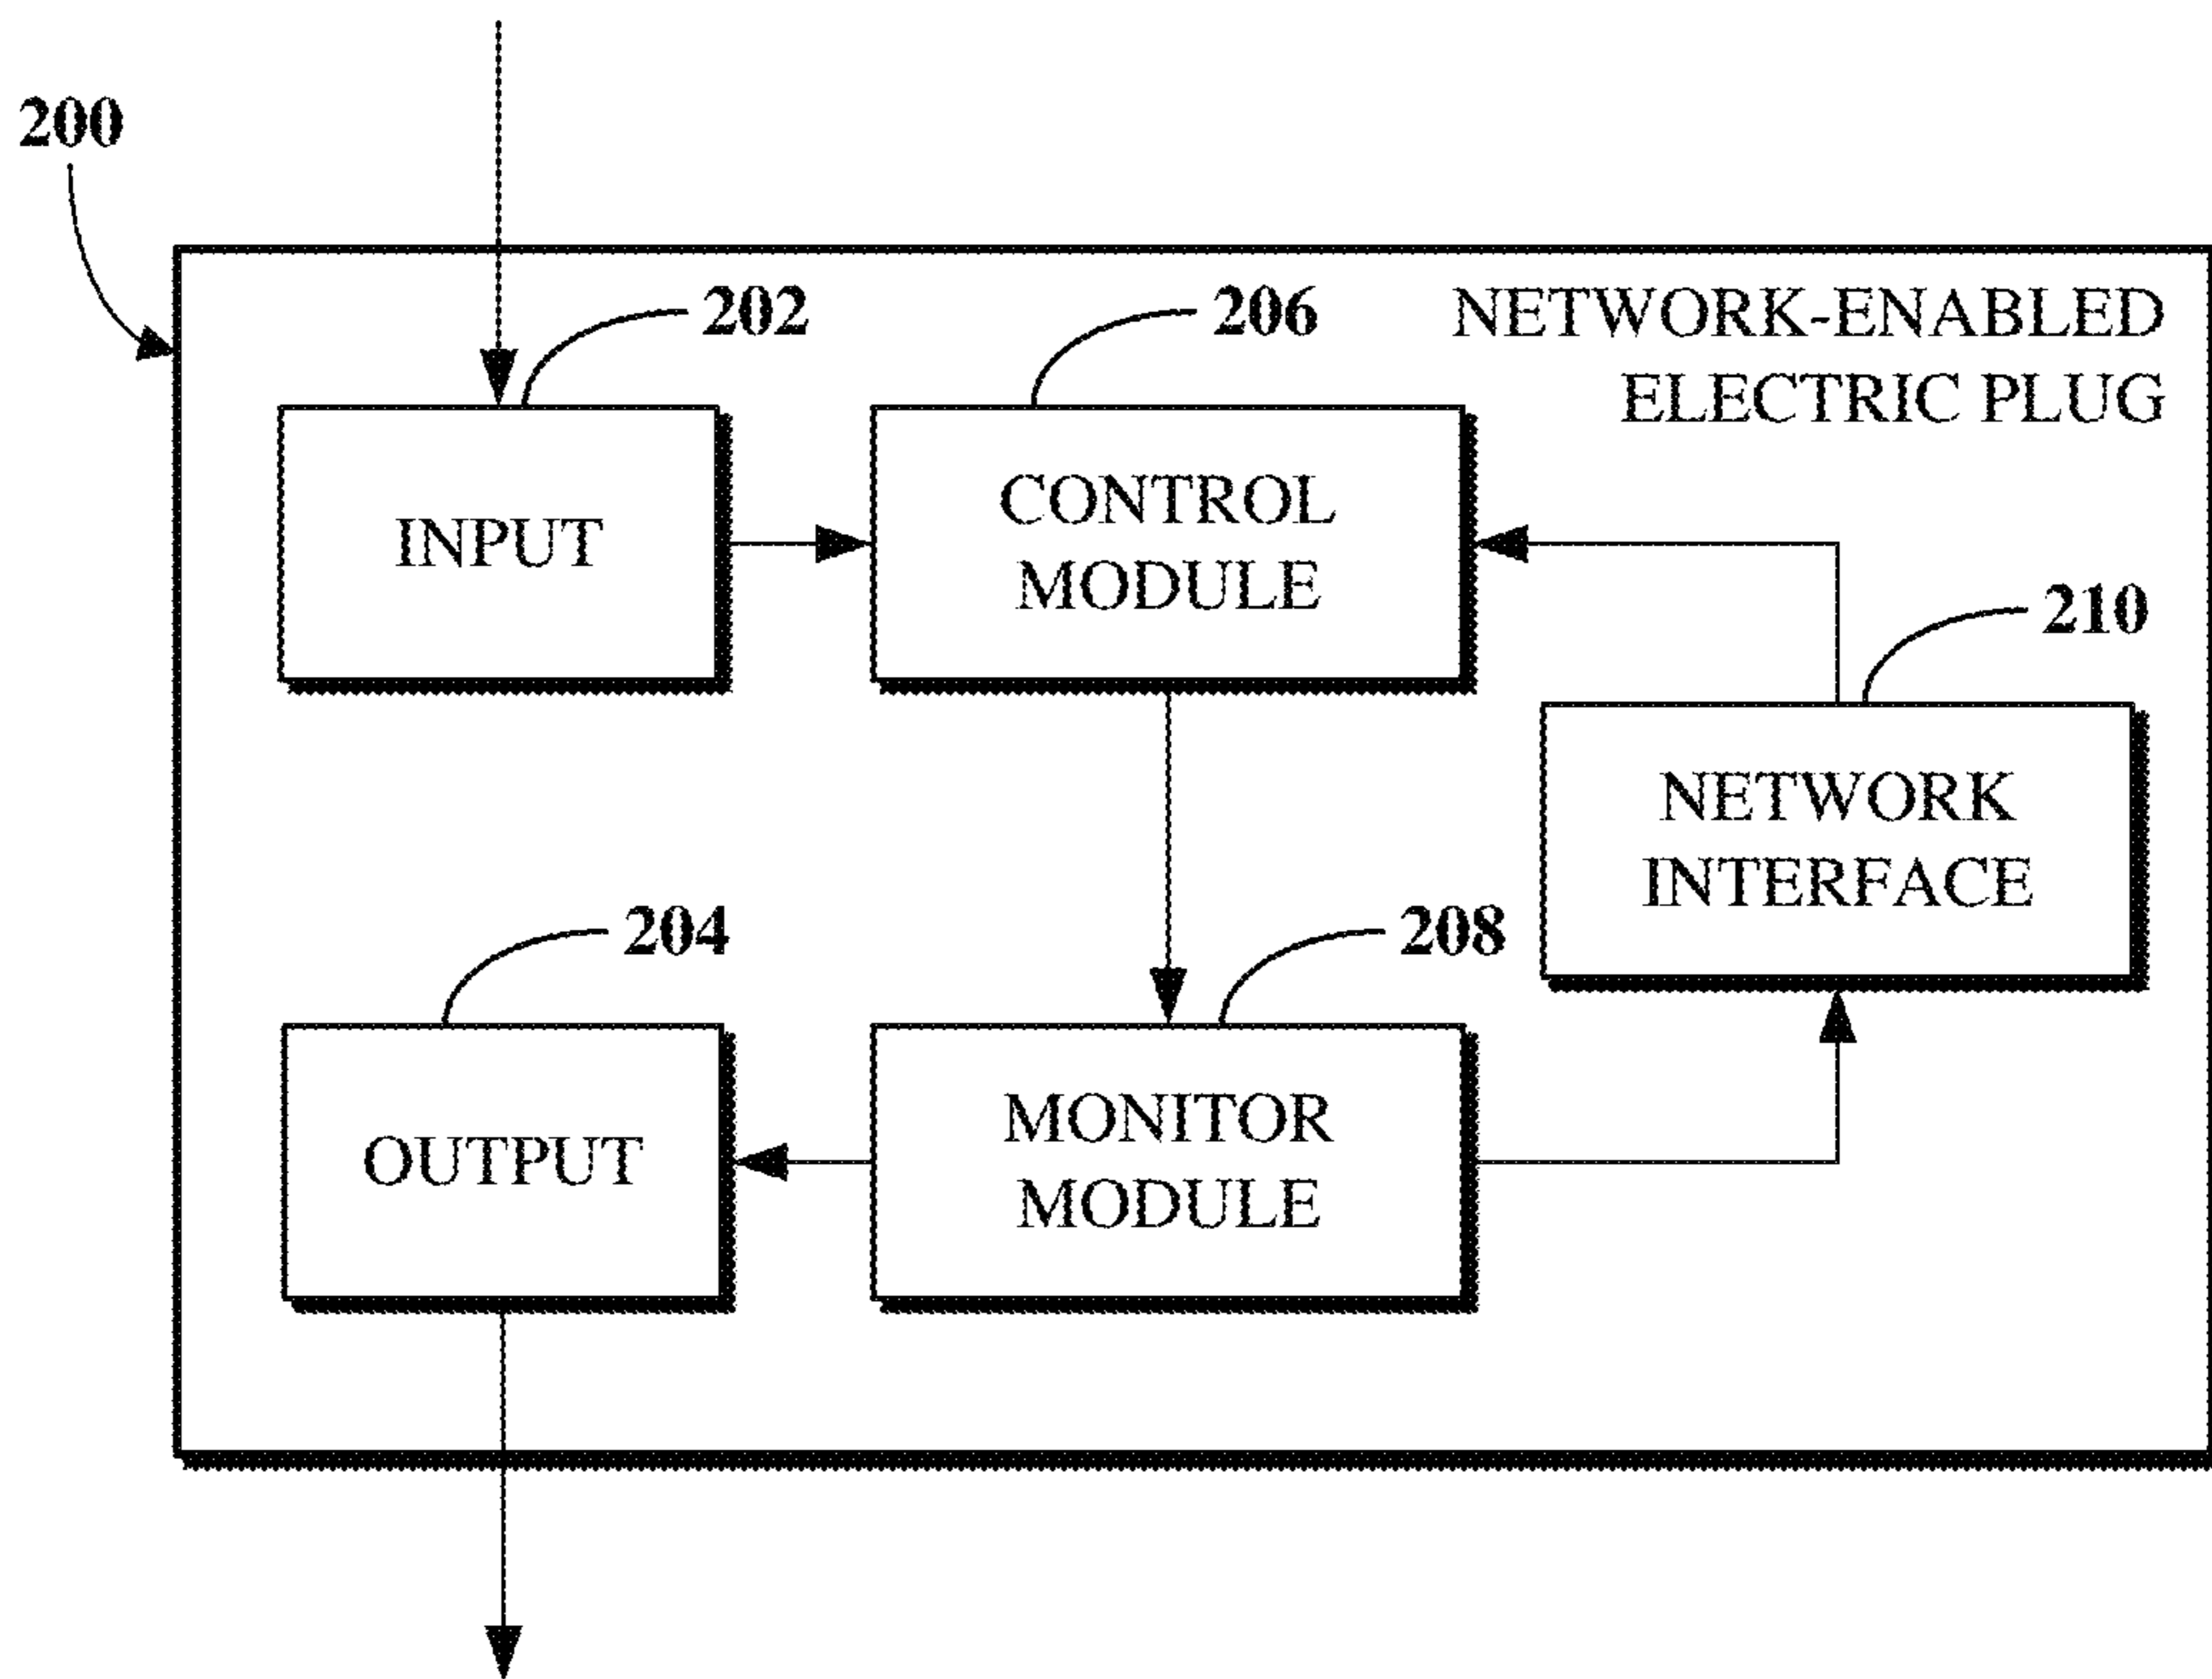 200
202
206
NETWORK-ENABLED
ELECTRIC PLUG
INPUT
CONTROL
MODULE
210
NETWORK
INTERFACE
204
208
OUTPUT
MONITOR
MODULE